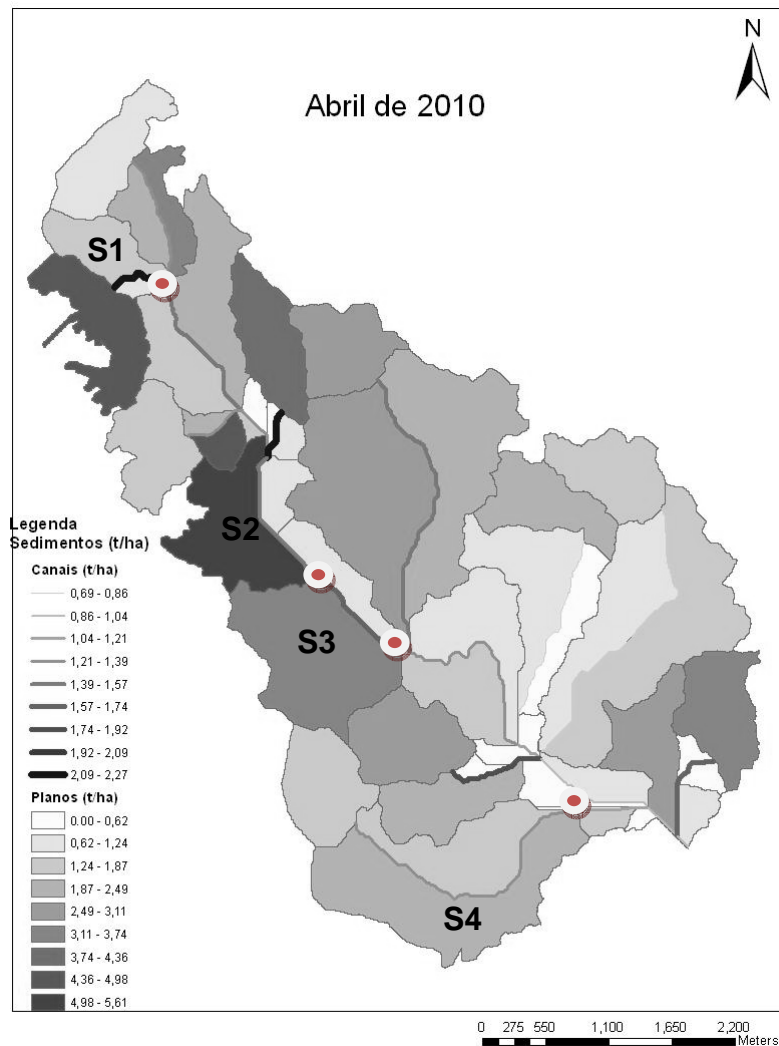 N
Abril de 2010
S1
S2
S3
S4
Legenda
Sedimentos (t/ha)
Canais (t/ha)
0,69 - 0,86
0,86 - 1,04
1,04 - 1,21
1,21 - 1,39
1,39 - 1,57
1,57 - 1,74
1,74 - 1,92
1,92 - 2,09
2,09 - 2,27
Planos (t/ha)
0.00 - 0,62
0,62 - 1,24
1,24 - 1,87
1,87 - 2,49
2,49 - 3,11
3,11 - 3,74
3,74 - 4,36
4,36 - 4,98
4,98 - 5,61
0 275 550 1,100 1,650 2,200
Meters